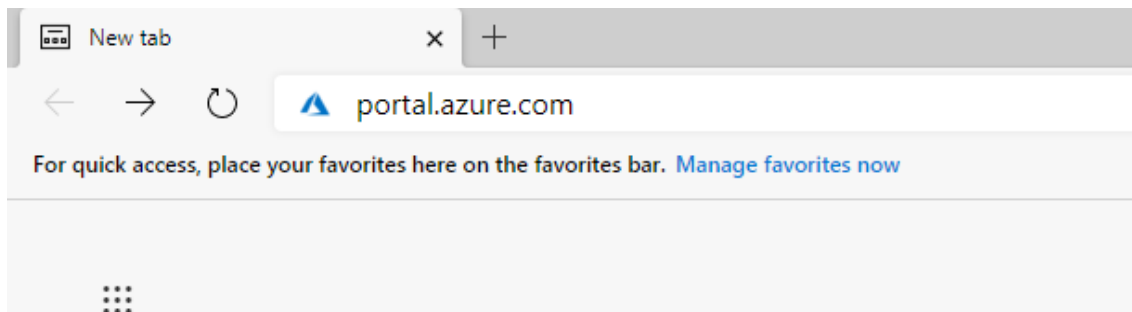 New tab
portal.azure.com
For quick access, place your favorites here on the favorites bar. Manage favorites now